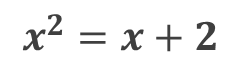 x² = x + 2